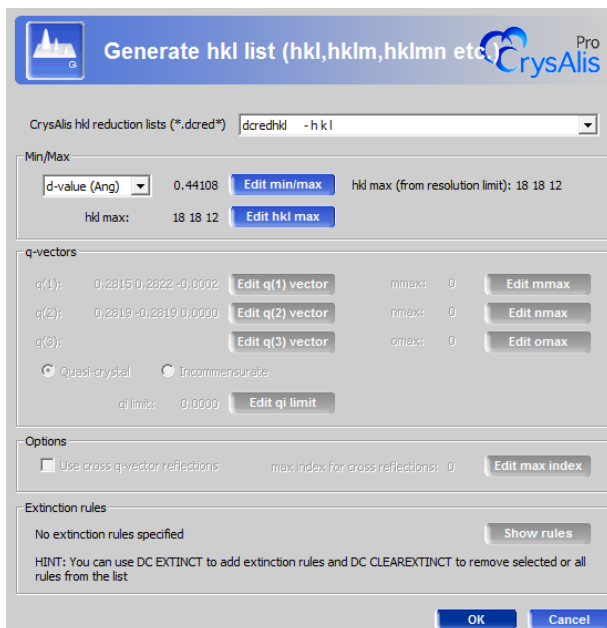 Generate hkl list (hkl,hklm,hklmn etc.)
CrysAlis Pro
CrysAlis hkl reduction lists (*.dcred*) dcredhkl - h k l
Min/Max
d-value (Ang) 0.44108 Edit min/max hkl max (from resolution limit): 18 18 12
hkl max: 18 18 12 Edit hkl max
q-vectors
q(1): 0.2815 0.2822 -0.0002 Edit q(1) vector mmax: 0 Edit mmax
q(2): 0.2819 -0.2819 0.0000 Edit q(2) vector nmax: 0 Edit nmax
q(3): Edit q(3) vector omax: 0 Edit omax
Quasi-crystal Incommensurate
qi limit: 0.0000 Edit qi limit
Options
Use cross q-vector reflections max index for cross reflections: 0 Edit max index
Extinction rules
No extinction rules specified Show rules
HINT: You can use DC EXTINCT to add extinction rules and DC CLEAREXTINCT to remove selected or all
rules from the list
OK Cancel